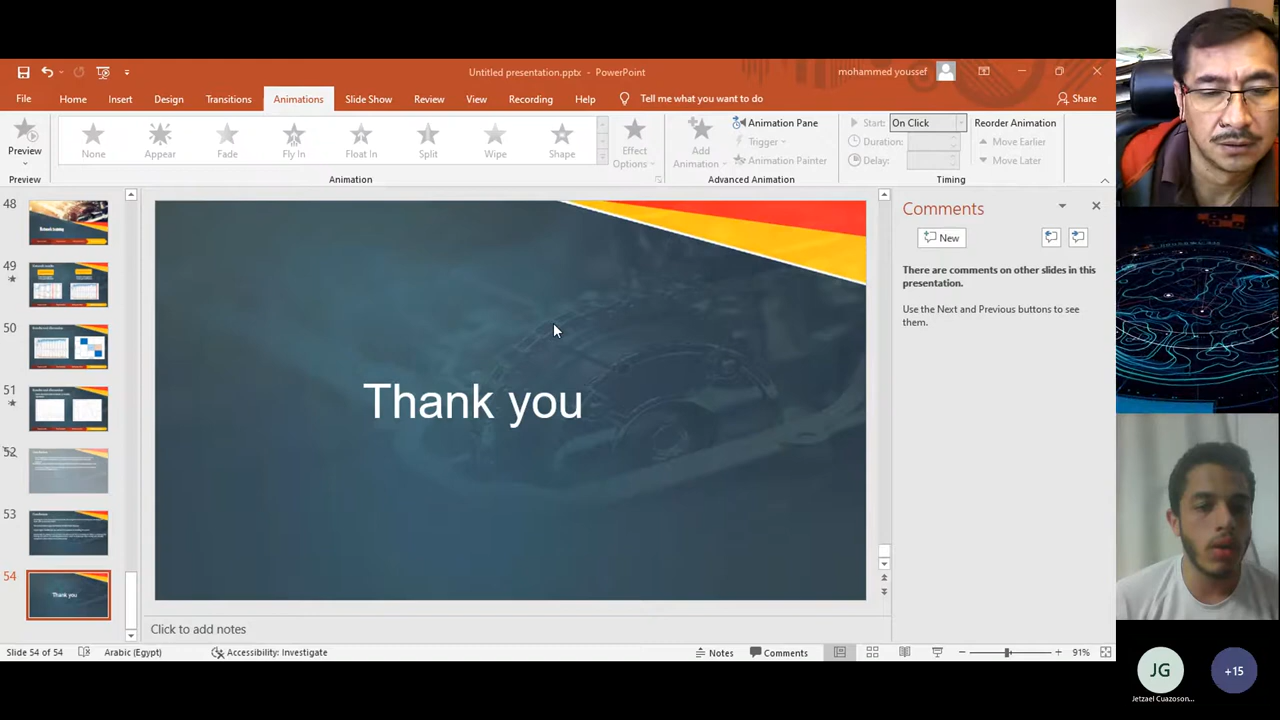 Untitled presentation.pptx - PowerPoint
mohammed youssef
File Home Insert Design Transitions Animations Slide Show Review View Recording Help Tell me what you want to do Share
Preview
None Appear Fade Fly In Float In Split Wipe Shape
Effect Options
Add Animation
Animation Pane
Trigger
Animation Painter
Start: On Click
Duration:
Delay:
Reorder Animation
Move Earlier
Move Later
Preview Animation Advanced Animation Timing
48
49
50
51
52
53
54
Thank you
Thank you
Comments
New
There are comments on other slides in this
presentation.
Use the Next and Previous buttons to see
them.
Click to add notes
Slide 54 of 54 Arabic (Egypt) Accessibility: Investigate Notes Comments 91%
JG
Jetzael Cuazoson...
+15